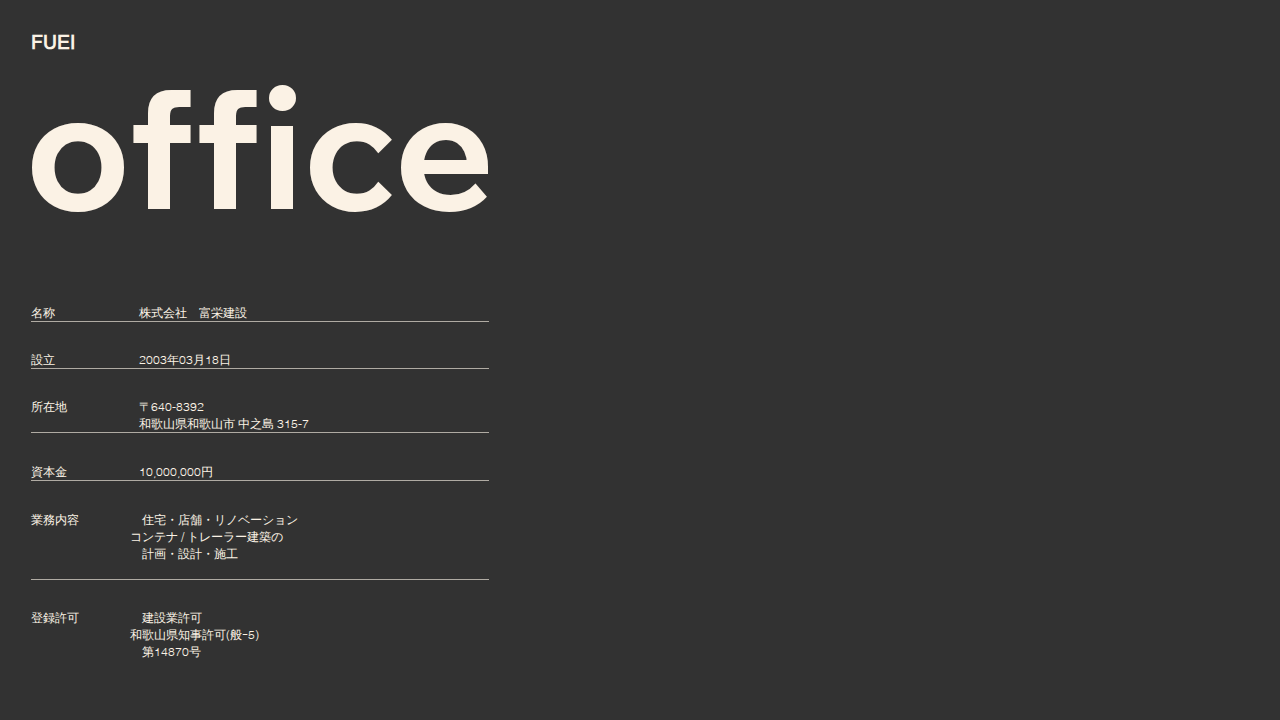 FUEI
office
名称 株式会社　富栄建設
設立 2003年03月18日
所在地 〒640-8392
和歌山県和歌山市 中之島 315-7
資本金 10,000,000円
業務内容 住宅・店舗・リノベーション
コンテナ / トレーラー建築の
計画・設計・施工
登録許可 建設業許可
和歌山県知事許可(般-5)
第14870号